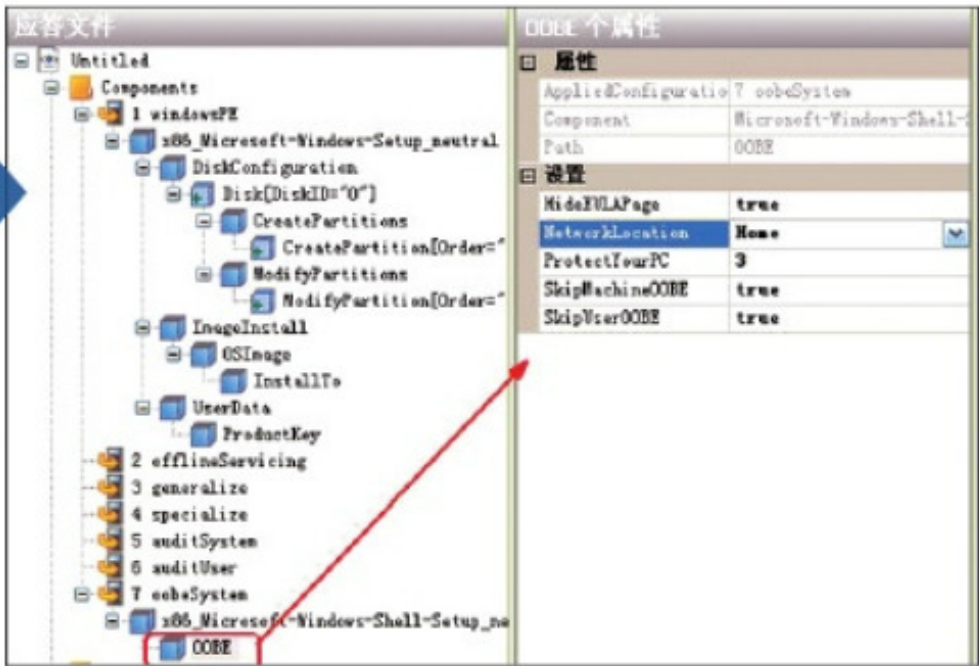 应答文件
Untitled
Components
1 windowsPE
x86_Microsoft-Windows-Setup_neutral
DiskConfiguration
Disk[DiskID="0"]
CreatePartitions
CreatePartition[Order="
ModifyPartitions
ModifyPartition[Order="
ImageInstall
OSImage
InstallTo
UserData
ProductKey
2 offlineServicing
3 generalize
4 specialize
5 auditSystem
6 auditUser
7 oobeSystem
x86_Microsoft-Windows-Shell-Setup_ne
OOBE
OOBE 个属性
属性
AppliedConfiguratio 7 oobeSystem
Component Microsoft-Windows-Shell-S
Path OOBE
设置
HideEULAPage true
NetworkLocation Home
ProtectYourPC 3
SkipMachineOOBE true
SkipUserOOBE true